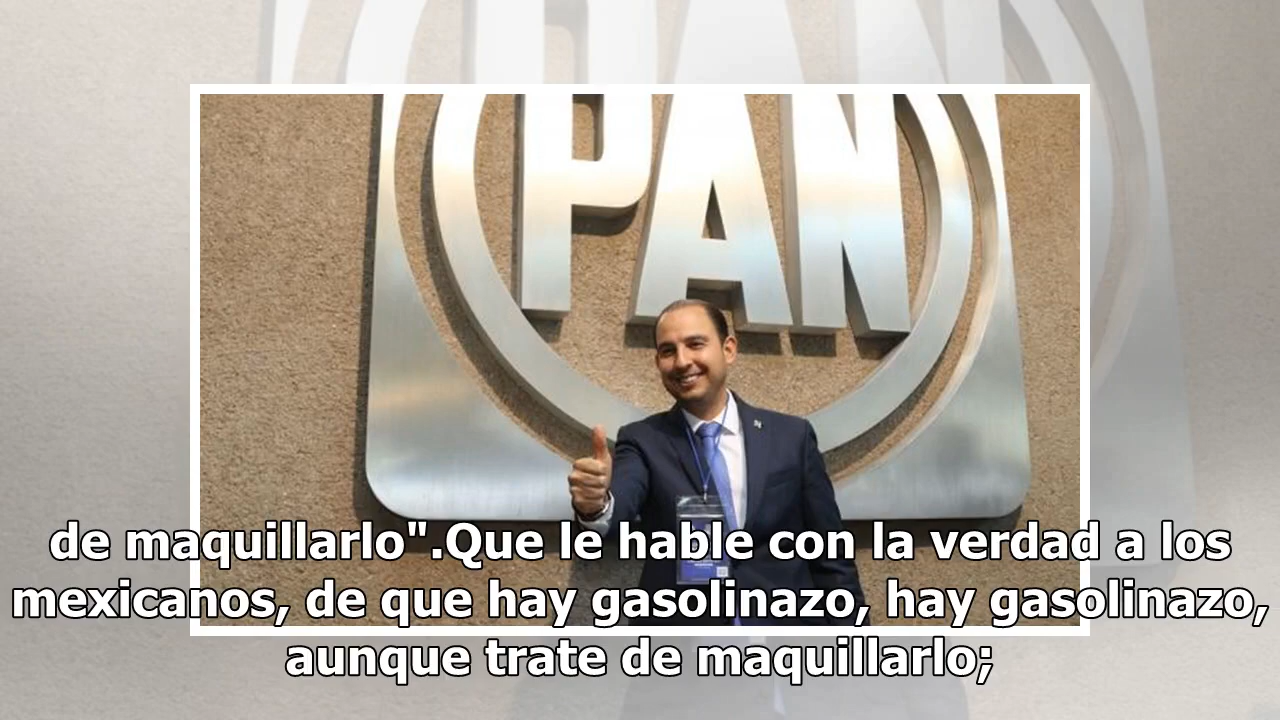 PAN
de maquillarlo".Que le hable con la verdad a los
mexicanos, de que hay gasolinazo, hay gasolinazo,
aunque trate de maquillarlo;